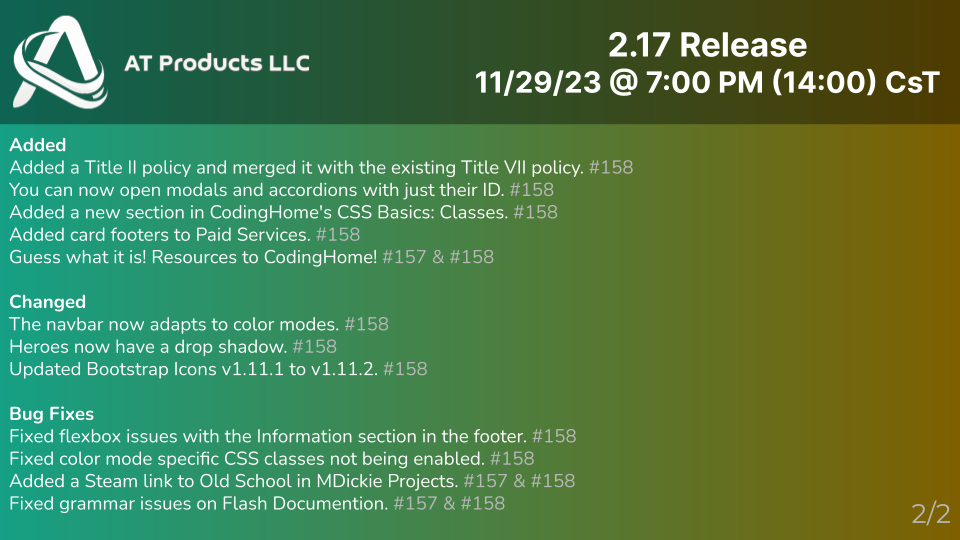 AT Products LLC
2.17 Release
11/29/23 @ 7:00 PM (14:00) CsT
Added
Added a Title II policy and merged it with the existing Title VII policy. #158
You can now open modals and accordions with just their ID. #158
Added a new section in CodingHome's CSS Basics: Classes. #158
Added card footers to Paid Services. #158
Guess what it is! Resources to CodingHome! #157 & #158
Changed
The navbar now adapts to color modes. #158
Heroes now have a drop shadow. #158
Updated Bootstrap Icons v1.11.1 to v1.11.2. #158
Bug Fixes
Fixed flexbox issues with the Information section in the footer. #158
Fixed color mode specific CSS classes not being enabled. #158
Added a Steam link to Old School in MDickie Projects. #157 & #158
Fixed grammar issues on Flash Documention. #157 & #158
2/2